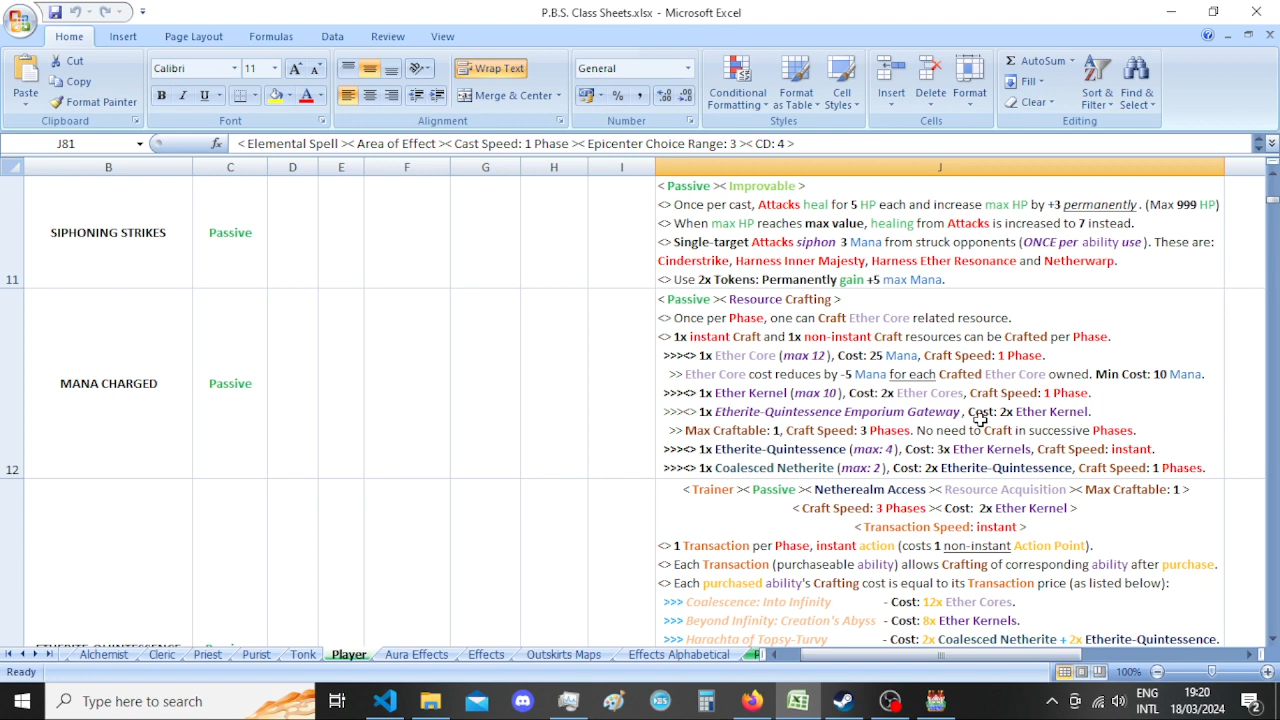 P.B.S. Class Sheets.xlsx - Microsoft Excel
Home Insert Page Layout Formulas Data Review View
Paste
Cut
Copy
Format Painter
Clipboard
Calibri 11
B I U
Font
Wrap Text
Merge & Center
Alignment
General
Number
Conditional Formatting
Format as Table
Cell Styles
Styles
Insert
Delete
Format
Cells
AutoSum
Fill
Clear
Sort & Filter
Find & Select
Editing
J81
fx
< Elemental Spell >< Area of Effect >< Cast Speed: 1 Phase >< Epicenter Choice Range: 3 >< CD: 4 >
B C D E F G H I J
11
SIPHONING STRIKES
Passive
< Passive >< Improvable >
<> Once per cast, Attacks heal for 5 HP each and increase max HP by +3 permanently. (Max 999 HP)
<> When max HP reaches max value, healing from Attacks is increased to 7 instead.
<> Single-target Attacks siphon 3 Mana from struck opponents (ONCE per ability use). These are:
Cinderstrike, Harness Inner Majesty, Harness Ether Resonance and Netherwarp.
<> Use 2x Tokens: Permanently gain +5 max Mana.
12
MANA CHARGED
Passive
< Passive >< Resource Crafting >
<> Once per Phase, one can Craft Ether Core related resource.
<> 1x instant Craft and 1x non-instant Craft resources can be Crafted per Phase.
>>><> 1x Ether Core (max 12), Cost: 25 Mana, Craft Speed: 1 Phase.
>> Ether Core cost reduces by -5 Mana for each Crafted Ether Core owned. Min Cost: 10 Mana.
>>><> 1x Ether Kernel (max 10), Cost: 2x Ether Cores, Craft Speed: 1 Phase.
>>><> 1x Etherite-Quintessence Emporium Gateway, Cost: 2x Ether Kernel.
>> Max Craftable: 1, Craft Speed: 3 Phases. No need to Craft in successive Phases.
>>><> 1x Etherite-Quintessence (max: 4), Cost: 3x Ether Kernels, Craft Speed: instant.
>>><> 1x Coalesced Netherite (max: 2), Cost: 2x Etherite-Quintessence, Craft Speed: 1 Phases.
< Trainer >< Passive >< Netherealm Access >< Resource Acquisition >< Max Craftable: 1 >
< Craft Speed: 3 Phases >< Cost: 2x Ether Kernel >
< Transaction Speed: instant >
<> 1 Transaction per Phase, instant action (costs 1 non-instant Action Point).
<> Each Transaction (purchaseable ability) allows Crafting of corresponding ability after purchase.
<> Each purchased ability's Crafting cost is equal to its Transaction price (as listed below):
>>> Coalescence: Into Infinity - Cost: 12x Ether Cores.
>>> Beyond Infinity: Creation's Abyss - Cost: 8x Ether Kernels.
>>> Harachta of Topsy-Turvy - Cost: 2x Coalesced Netherite + 2x Etherite-Quintessence.
Alchemist Cleric Priest Purist Tonk Player Aura Effects Effects Outskirts Maps Effects Alphabetical
Ready
100%
Type here to search
ENG
INTL
19:20
18/03/2024
2